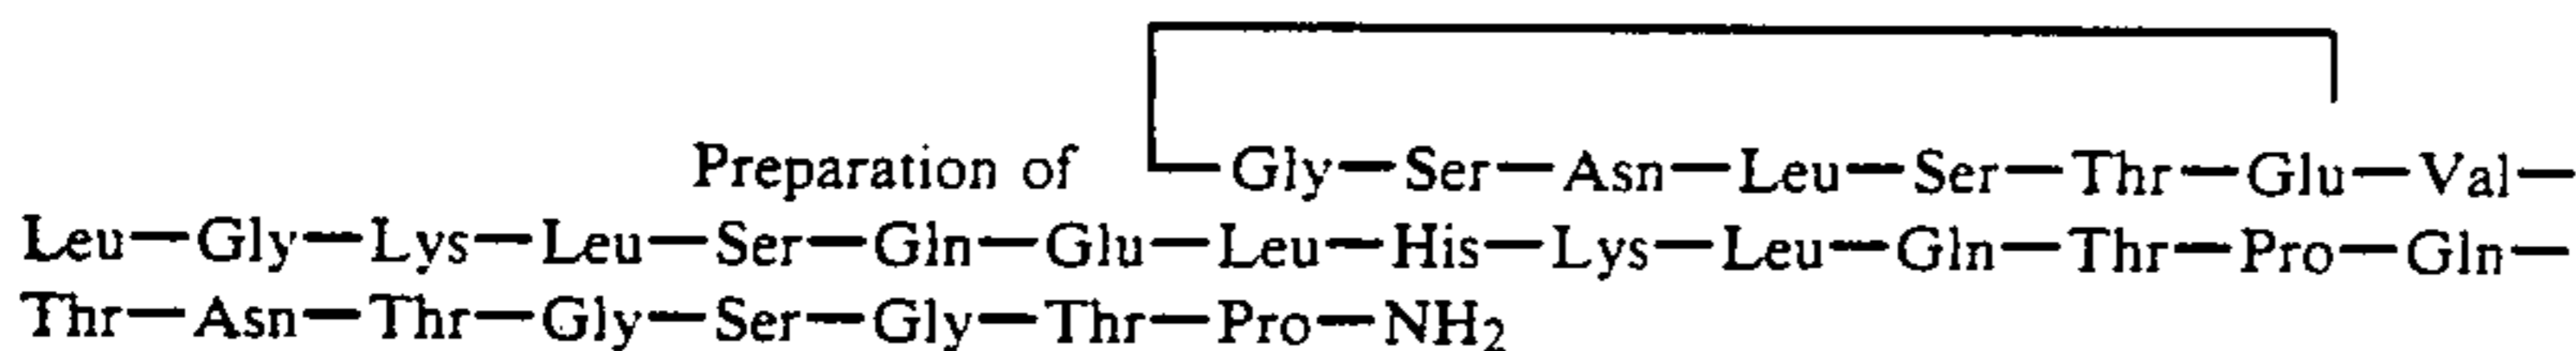 Preparation of Gly—Ser—Asn—Leu—Ser—Thr—Glu—Val—
Leu—Gly—Lys—Leu—Ser—Gln—Glu—Leu—His—Lys—Leu—Gln—Thr—Pro—Gln—
Thr—Asn—Thr—Gly—Ser—Gly—Thr—Pro—NH₂